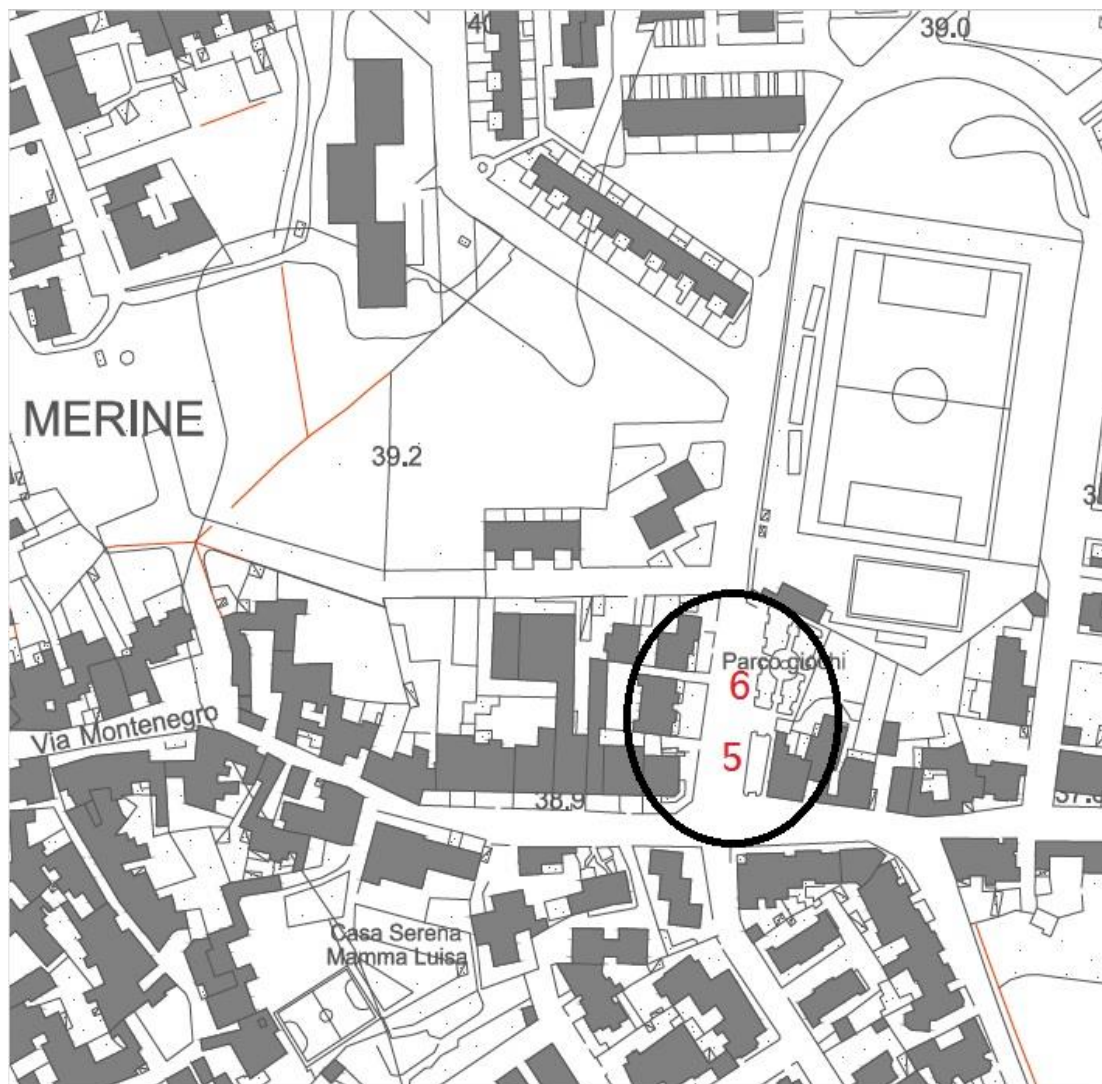 39.0
MERINE
39.2
Parco giochi
6
Via Montenegro
5
38.9
Casa Serena
Mamma Luisa